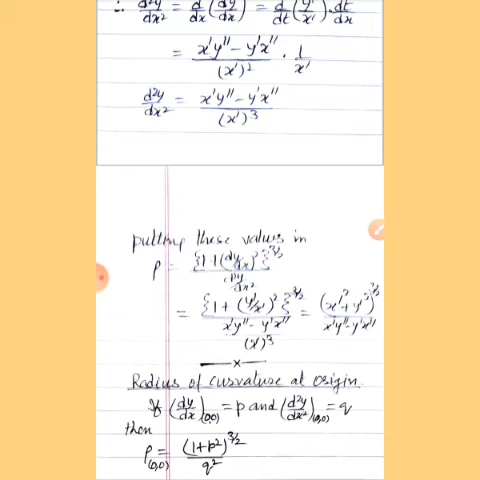 ∴ d²y/dx² = d/dx (dy/dx) = d/dt (y'/x') · dt/dx
= x'y'' - y'x'' / (x')² · 1/x'
d²y/dx² = x'y'' - y'x'' / (x')³
putting these values in
ρ = {1+(dy/dx)²}^3/2 / d²y/dx²
= {1+(y'/x')²}^3/2 / x'y'' - y'x'' / (x')³ = (x'²+y'²)^3/2 / x'y'' - y'x''
x
Radius of curvature at origin.
If (dy/dx)(0,0) = p and (d²y/dx²)(0,0) = q
then
ρ(0,0) = (1+p²)^3/2 / q²